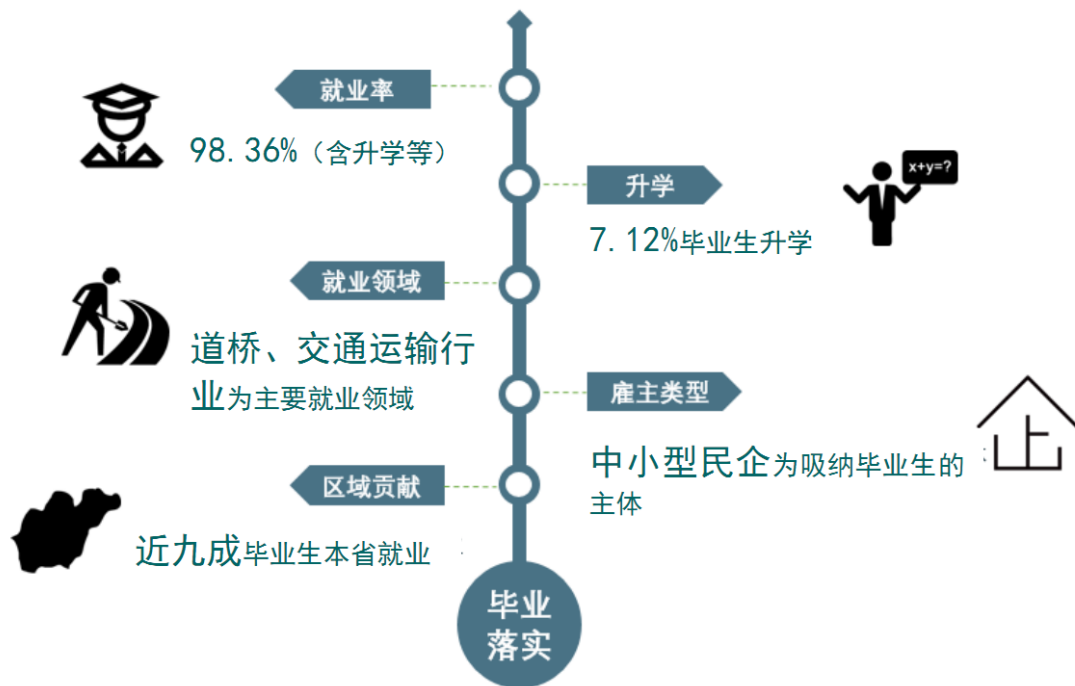 就业率
98.36%（含升学等）
升学
x+y=?
7.12%毕业生升学
就业领域
道桥、交通运输行
业为主要就业领域
雇主类型
中小型民企为吸纳毕业生的
主体
区域贡献
近九成毕业生本省就业
毕业
落实